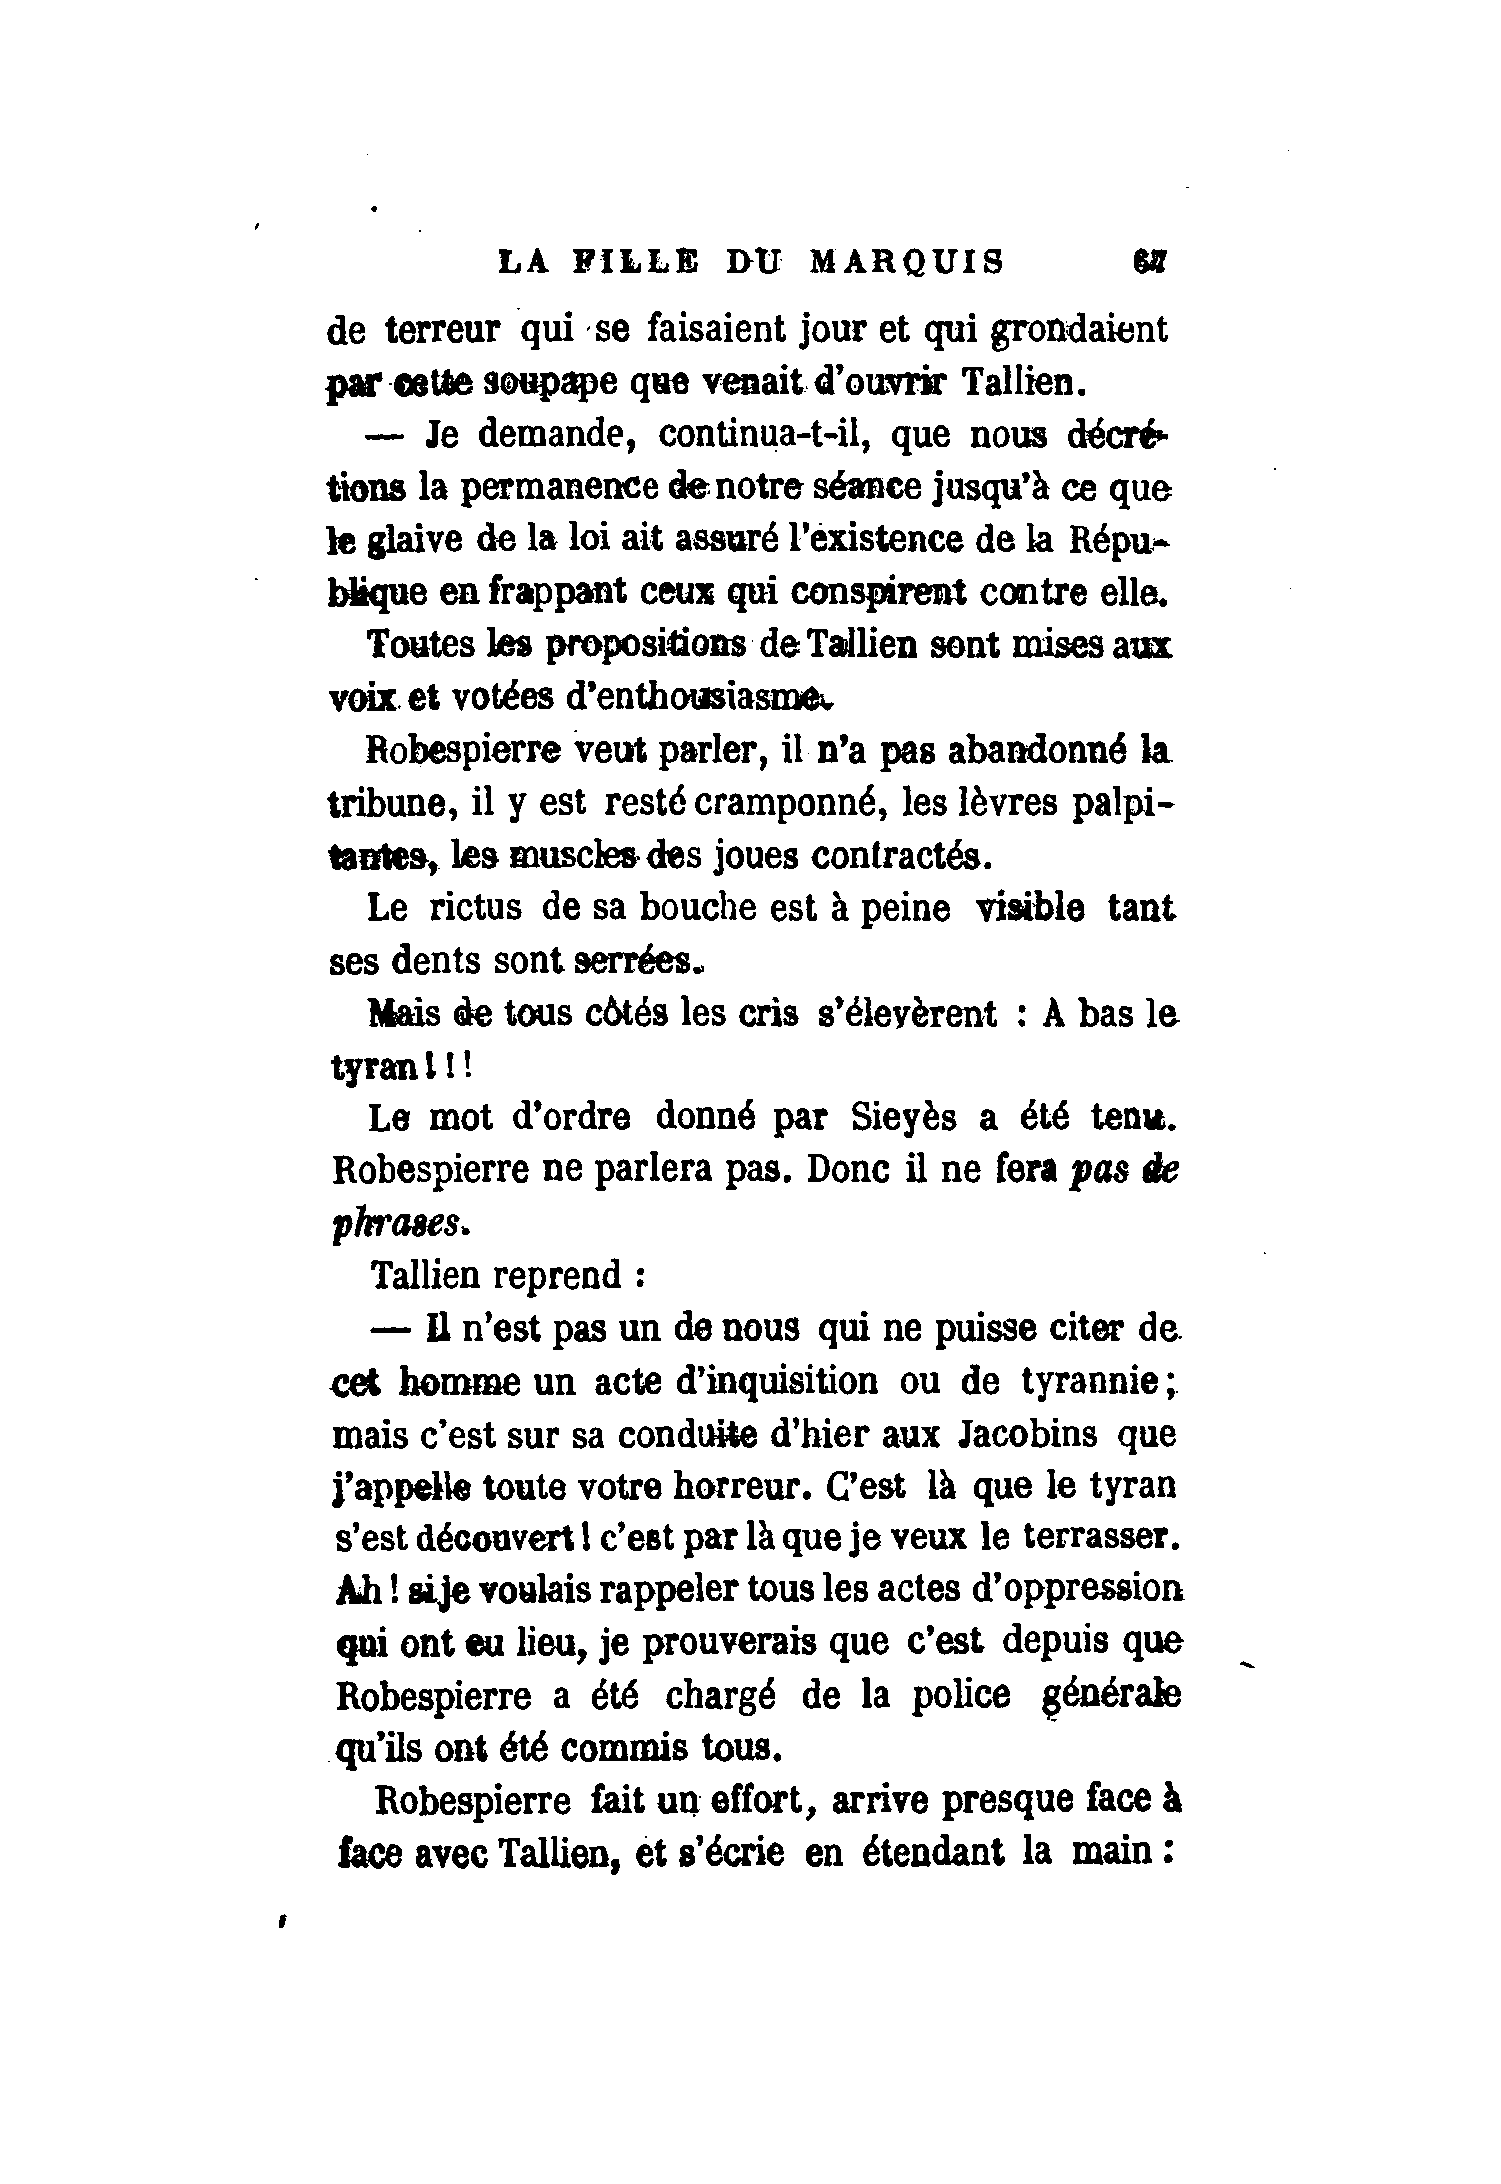 LA FILLE DU MARQUIS 67
de terreur qui se faisaient jour et qui grondaient
par cette soupape que venait d'ouvrir Tallien.
— Je demande, continua-t-il, que nous décré-
tions la permanence de notre séance jusqu'à ce que
le glaive de la loi ait assuré l'existence de la Répu-
blique en frappant ceux qui conspirent contre elle.
Toutes les propositions de Tallien sont mises aux
voix et votées d'enthousiasme.
Robespierre veut parler, il n'a pas abandonné la
tribune, il y est resté cramponné, les lèvres palpi-
tantes, les muscles des joues contractés.
Le rictus de sa bouche est à peine visible tant
ses dents sont serrées.
Mais de tous côtés les cris s'élevèrent : A bas le
tyran ! ! !
Le mot d'ordre donné par Sieyès a été tenu.
Robespierre ne parlera pas. Donc il ne fera pas de
phrases.
Tallien reprend :
— Il n'est pas un de nous qui ne puisse citer de
cet homme un acte d'inquisition ou de tyrannie ;
mais c'est sur sa conduite d'hier aux Jacobins que
j'appelle toute votre horreur. C'est là que le tyran
s'est découvert ! c'est par là que je veux le terrasser.
Ah ! si je voulais rappeler tous les actes d'oppression
qui ont eu lieu, je prouverais que c'est depuis que
Robespierre a été chargé de la police générale
qu'ils ont été commis tous.
Robespierre fait un effort, arrive presque face à
face avec Tallien, et s'écrie en étendant la main :